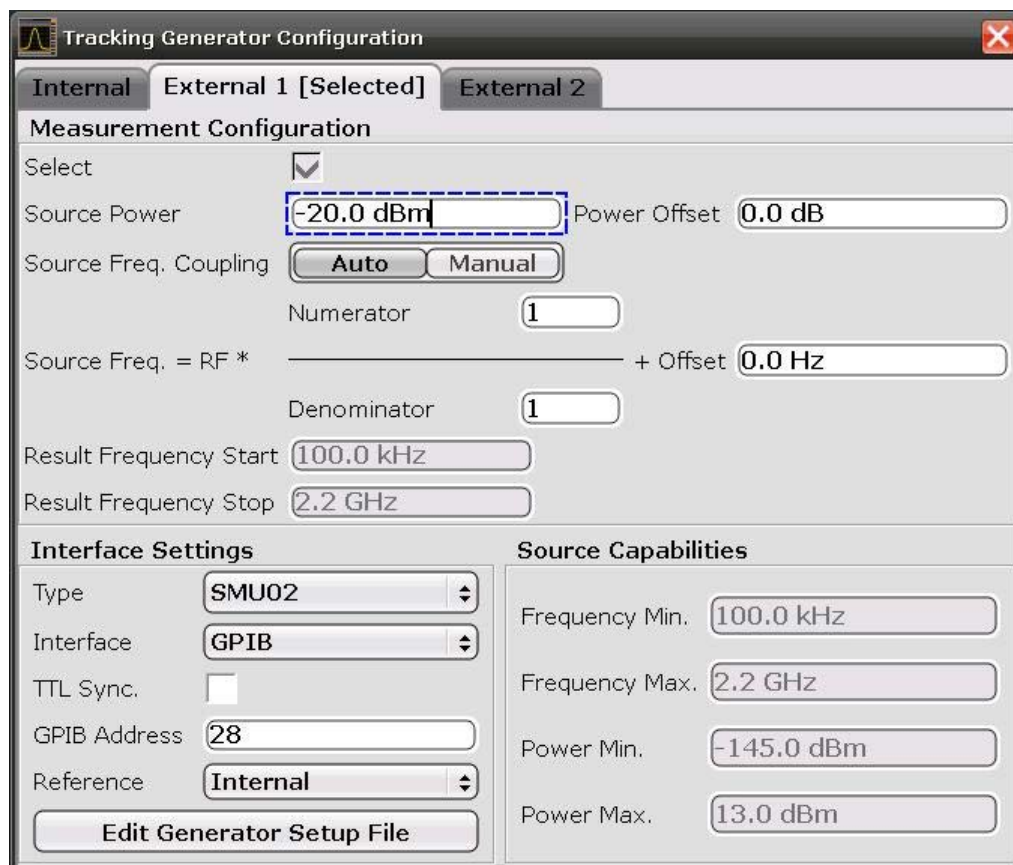 Tracking Generator Configuration
Internal External 1 [Selected] External 2
Measurement Configuration
Select
Source Power -20.0 dBm Power Offset 0.0 dB
Source Freq. Coupling Auto Manual
Numerator 1
Source Freq. = RF * + Offset 0.0 Hz
Denominator 1
Result Frequency Start 100.0 kHz
Result Frequency Stop 2.2 GHz
Interface Settings
Type SMU02
Interface GPIB
TTL Sync.
GPIB Address 28
Reference Internal
Edit Generator Setup File
Source Capabilities
Frequency Min. 100.0 kHz
Frequency Max. 2.2 GHz
Power Min. -145.0 dBm
Power Max. 13.0 dBm